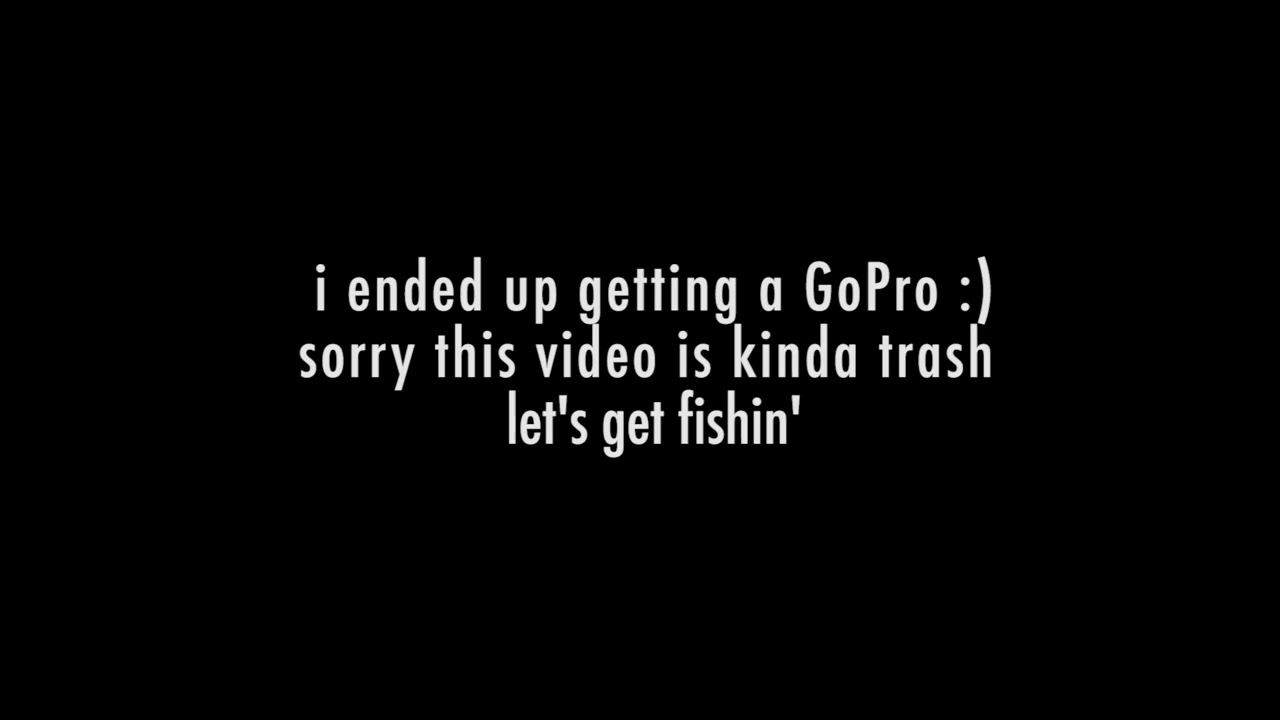 i ended up getting a GoPro :)
sorry this video is kinda trash
let's get fishin'